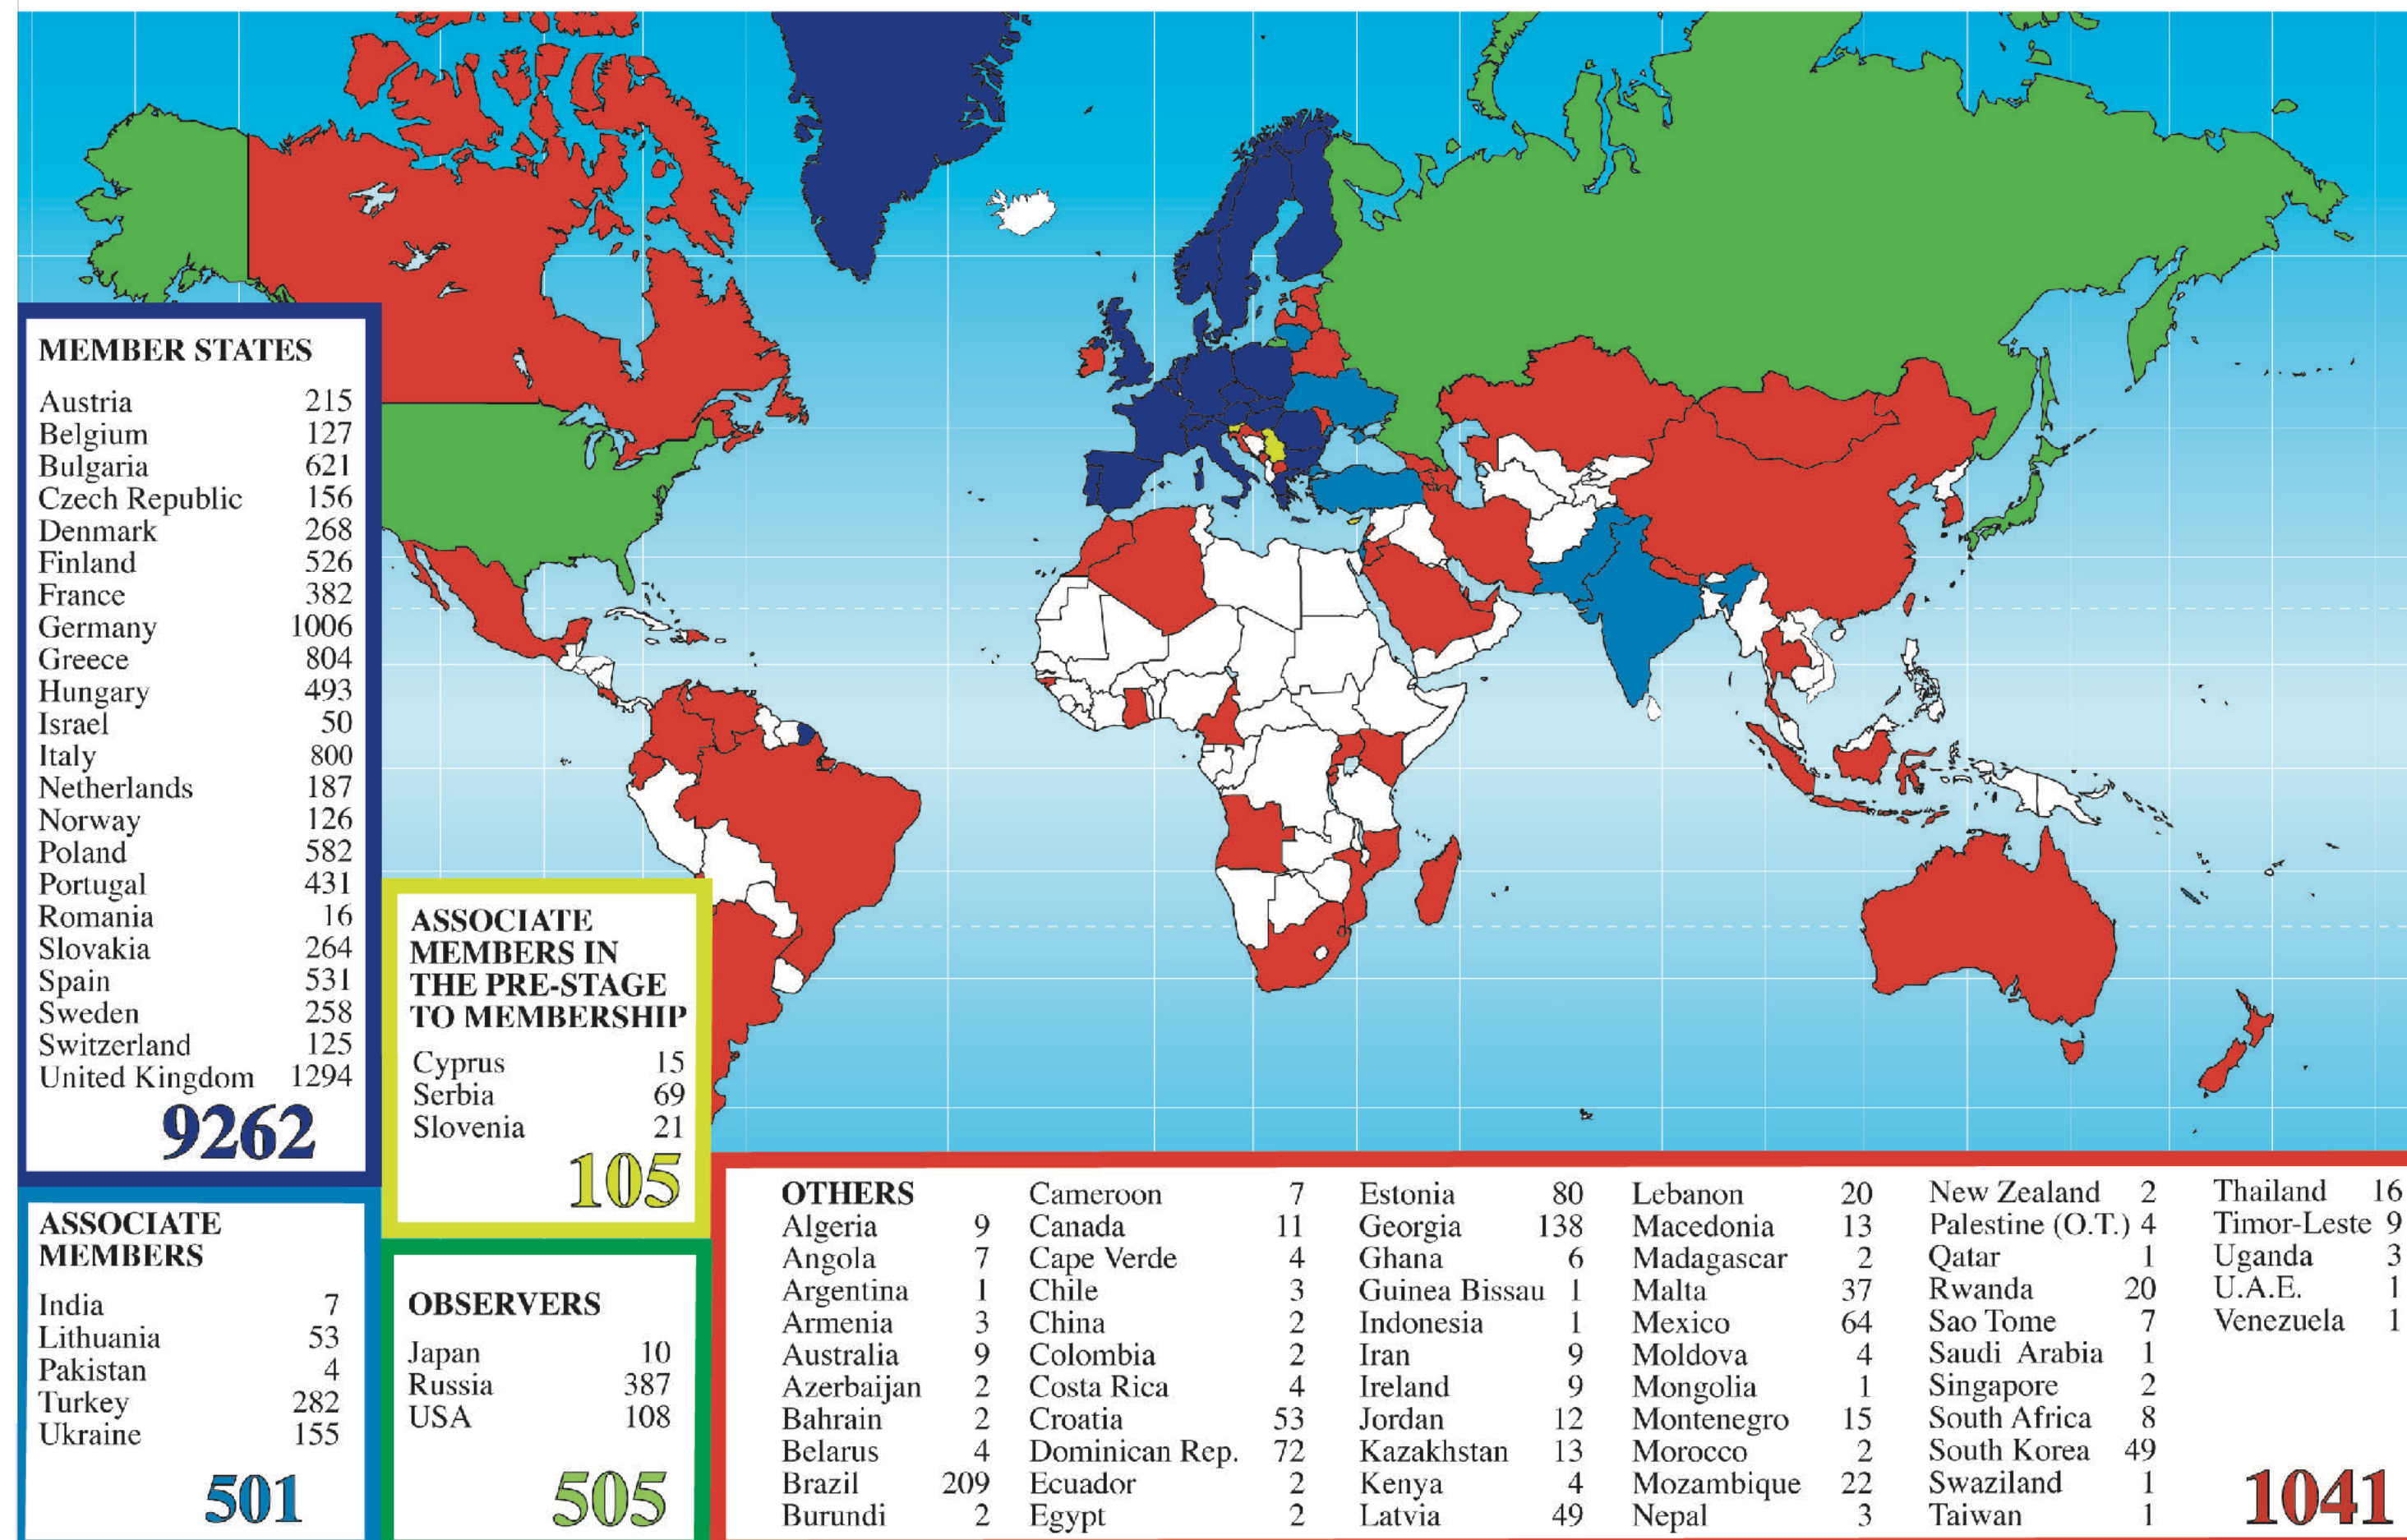 MEMBER STATES
Austria 215
Belgium 127
Bulgaria 621
Czech Republic 156
Denmark 268
Finland 526
France 382
Germany 1006
Greece 804
Hungary 493
Israel 50
Italy 800
Netherlands 187
Norway 126
Poland 582
Portugal 431
Romania 16
Slovakia 264
Spain 531
Sweden 258
Switzerland 125
United Kingdom 1294
9262
ASSOCIATE
MEMBERS
India 7
Lithuania 53
Pakistan 4
Turkey 282
Ukraine 155
501
ASSOCIATE
MEMBERS IN
THE PRE-STAGE
TO MEMBERSHIP
Cyprus 15
Serbia 69
Slovenia 21
105
OBSERVERS
Japan 10
Russia 387
USA 108
505
OTHERS
Algeria 9
Angola 7
Argentina 1
Armenia 3
Australia 9
Azerbaijan 2
Bahrain 2
Belarus 4
Brazil 209
Burundi 2
Cameroon 7
Canada 11
Cape Verde 4
Chile 3
China 2
Colombia 2
Costa Rica 4
Croatia 53
Dominican Rep. 72
Ecuador 2
Egypt 2
Estonia 80
Georgia 138
Ghana 6
Guinea Bissau 1
Indonesia 1
Iran 9
Ireland 9
Jordan 12
Kazakhstan 13
Kenya 4
Latvia 49
Lebanon 20
Macedonia 13
Madagascar 2
Malta 37
Mexico 64
Moldova 4
Mongolia 1
Montenegro 15
Morocco 2
Mozambique 22
Nepal 3
New Zealand 2
Palestine (O.T.) 4
Qatar 1
Rwanda 20
Sao Tome 7
Saudi Arabia 1
Singapore 2
South Africa 8
South Korea 49
Swaziland 1
Taiwan 1
Thailand 16
Timor-Leste 9
Uganda 3
U.A.E. 1
Venezuela 1
1041